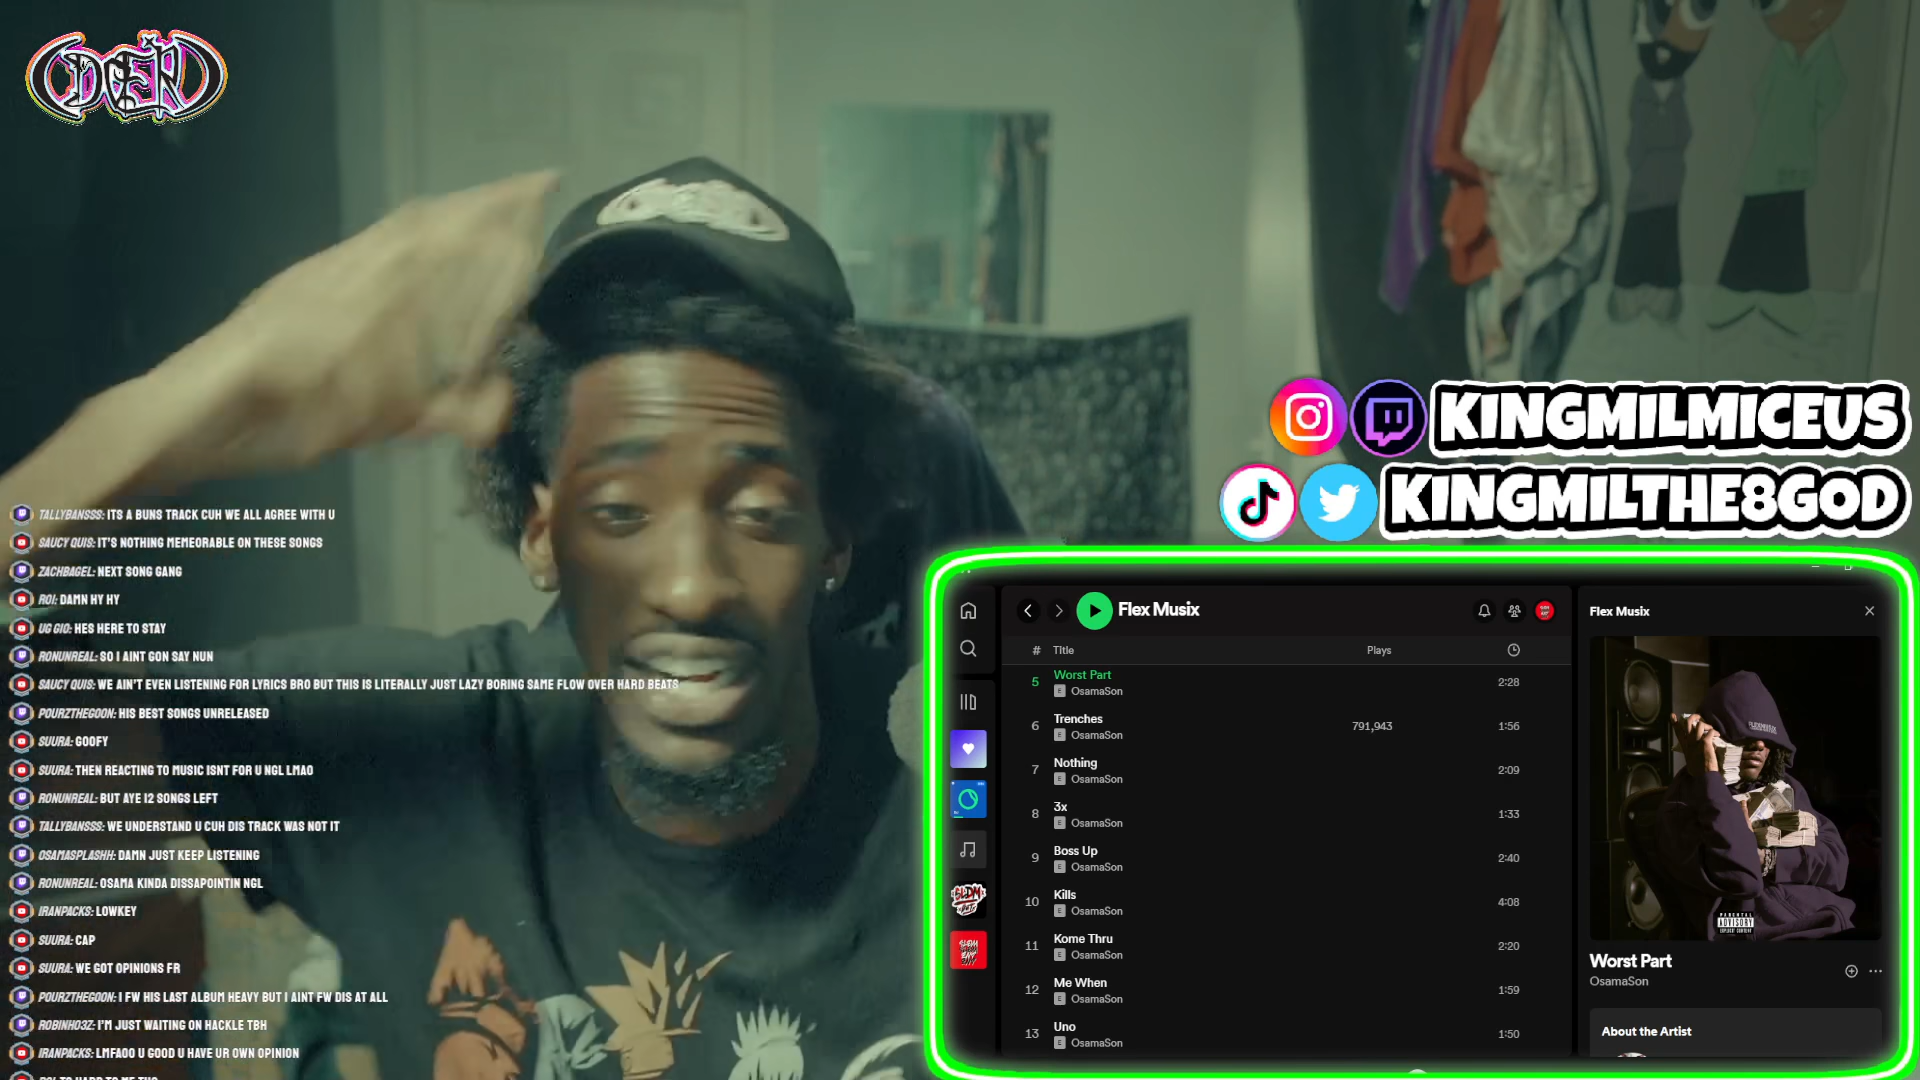 DGER
KINGMILMICEUS
KINGMILTHE8GOD
TALLYBANSSS: ITS A BUNS TRACK CUH WE ALL AGREE WITH U
SAUCY QUIS: IT'S NOTHING MEMEORABLE ON THESE SONGS
ZACHBAGEL: NEXT SONG GANG
ROI: DAMN HY HY
UG GIO: HES HERE TO STAY
RONUNREAL: SO I AINT GON SAY NUN
SAUCY QUIS: WE AIN'T EVEN LISTENING FOR LYRICS BRO BUT THIS IS LITERALLY JUST LAZY BORING SAME FLOW OVER HARD BEATS
POURZTHEGOON: HIS BEST SONGS UNRELEASED
SUURA: GOOFY
SUURA: THEN REACTING TO MUSIC ISNT FOR U NGL LMAO
RONUNREAL: BUT AYE 12 SONGS LEFT
TALLYBANSSS: WE UNDERSTAND U CUH DIS TRACK WAS NOT IT
OSAMASPLASHH: DAMN JUST KEEP LISTENING
RONUNREAL: OSAMA KINDA DISSAPOINTIN NGL
IRANPACKS: LOWKEY
SUURA: CAP
SUURA: WE GOT OPINIONS FR
POURZTHEGOON: I FW HIS LAST ALBUM HEAVY BUT I AINT FW DIS AT ALL
ROBINHO3Z: I'M JUST WAITING ON HACKLE TBH
IRANPACKS: LMFAOO U GOOD U HAVE UR OWN OPINION
Flex Musix
# Title Plays
5 Worst Part 2:28
E OsamaSon
6 Trenches 791,943 1:56
E OsamaSon
7 Nothing 2:09
E OsamaSon
8 3x 1:33
E OsamaSon
9 Boss Up 2:40
E OsamaSon
10 Kills 4:08
E OsamaSon
11 Kome Thru 2:20
E OsamaSon
12 Me When 1:59
E OsamaSon
13 Uno 1:50
E OsamaSon
Flex Musix
PARENTAL
ADVISORY
EXPLICIT CONTENT
Worst Part
OsamaSon
About the Artist